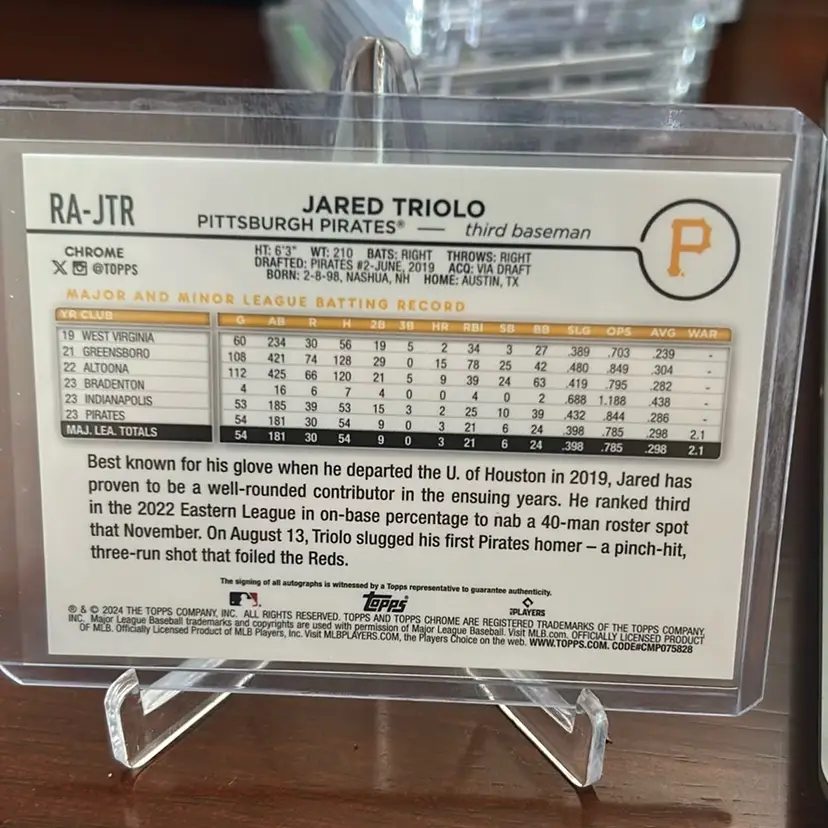 RA-JTR
JARED TRIOLO
PITTSBURGH PIRATES® — third baseman
P
CHROME
X @TOPPS
HT: 6'3" WT: 210 BATS: RIGHT THROWS: RIGHT
DRAFTED: PIRATES #2-JUNE, 2019 ACQ: VIA DRAFT
BORN: 2-8-98, NASHUA, NH HOME: AUSTIN, TX
MAJOR AND MINOR LEAGUE BATTING RECORD
YR CLUB G AB R H 2B 3B HR RBI SB BB SLG OPS AVG WAR
19 WEST VIRGINIA 60 234 30 56 19 5 2 34 3 27 .389 .703 .239 -
21 GREENSBORO 108 421 74 128 29 0 15 78 25 42 .480 .849 .304 -
22 ALTOONA 112 425 66 120 21 5 9 39 24 63 .419 .795 .282 -
23 BRADENTON 4 16 6 7 4 0 0 4 0 2 .688 1.188 .438 -
23 INDIANAPOLIS 53 185 39 53 15 3 2 25 10 39 .432 .844 .286 -
23 PIRATES 54 181 30 54 9 0 3 21 6 24 .398 .785 .298 2.1
MAJ. LEA. TOTALS 54 181 30 54 9 0 3 21 6 24 .398 .785 .298 2.1
Best known for his glove when he departed the U. of Houston in 2019, Jared has
proven to be a well-rounded contributor in the ensuing years. He ranked third
in the 2022 Eastern League in on-base percentage to nab a 40-man roster spot
that November. On August 13, Triolo slugged his first Pirates homer – a pinch-hit,
three-run shot that foiled the Reds.
The signing of all autographs is witnessed by a Topps representative to guarantee authenticity.
topps
PLAYERS
® & © 2024 THE TOPPS COMPANY, INC. ALL RIGHTS RESERVED. TOPPS AND TOPPS CHROME ARE REGISTERED TRADEMARKS OF THE TOPPS COMPANY,
INC. Major League Baseball trademarks and copyrights are used with permission of Major League Baseball. Visit MLB.com. OFFICIALLY LICENSED PRODUCT
OF MLB. Officially Licensed Product of MLB Players, Inc. Visit MLBPLAYERS.COM, the Players Choice on the web. WWW.TOPPS.COM. CODE#CMP075828